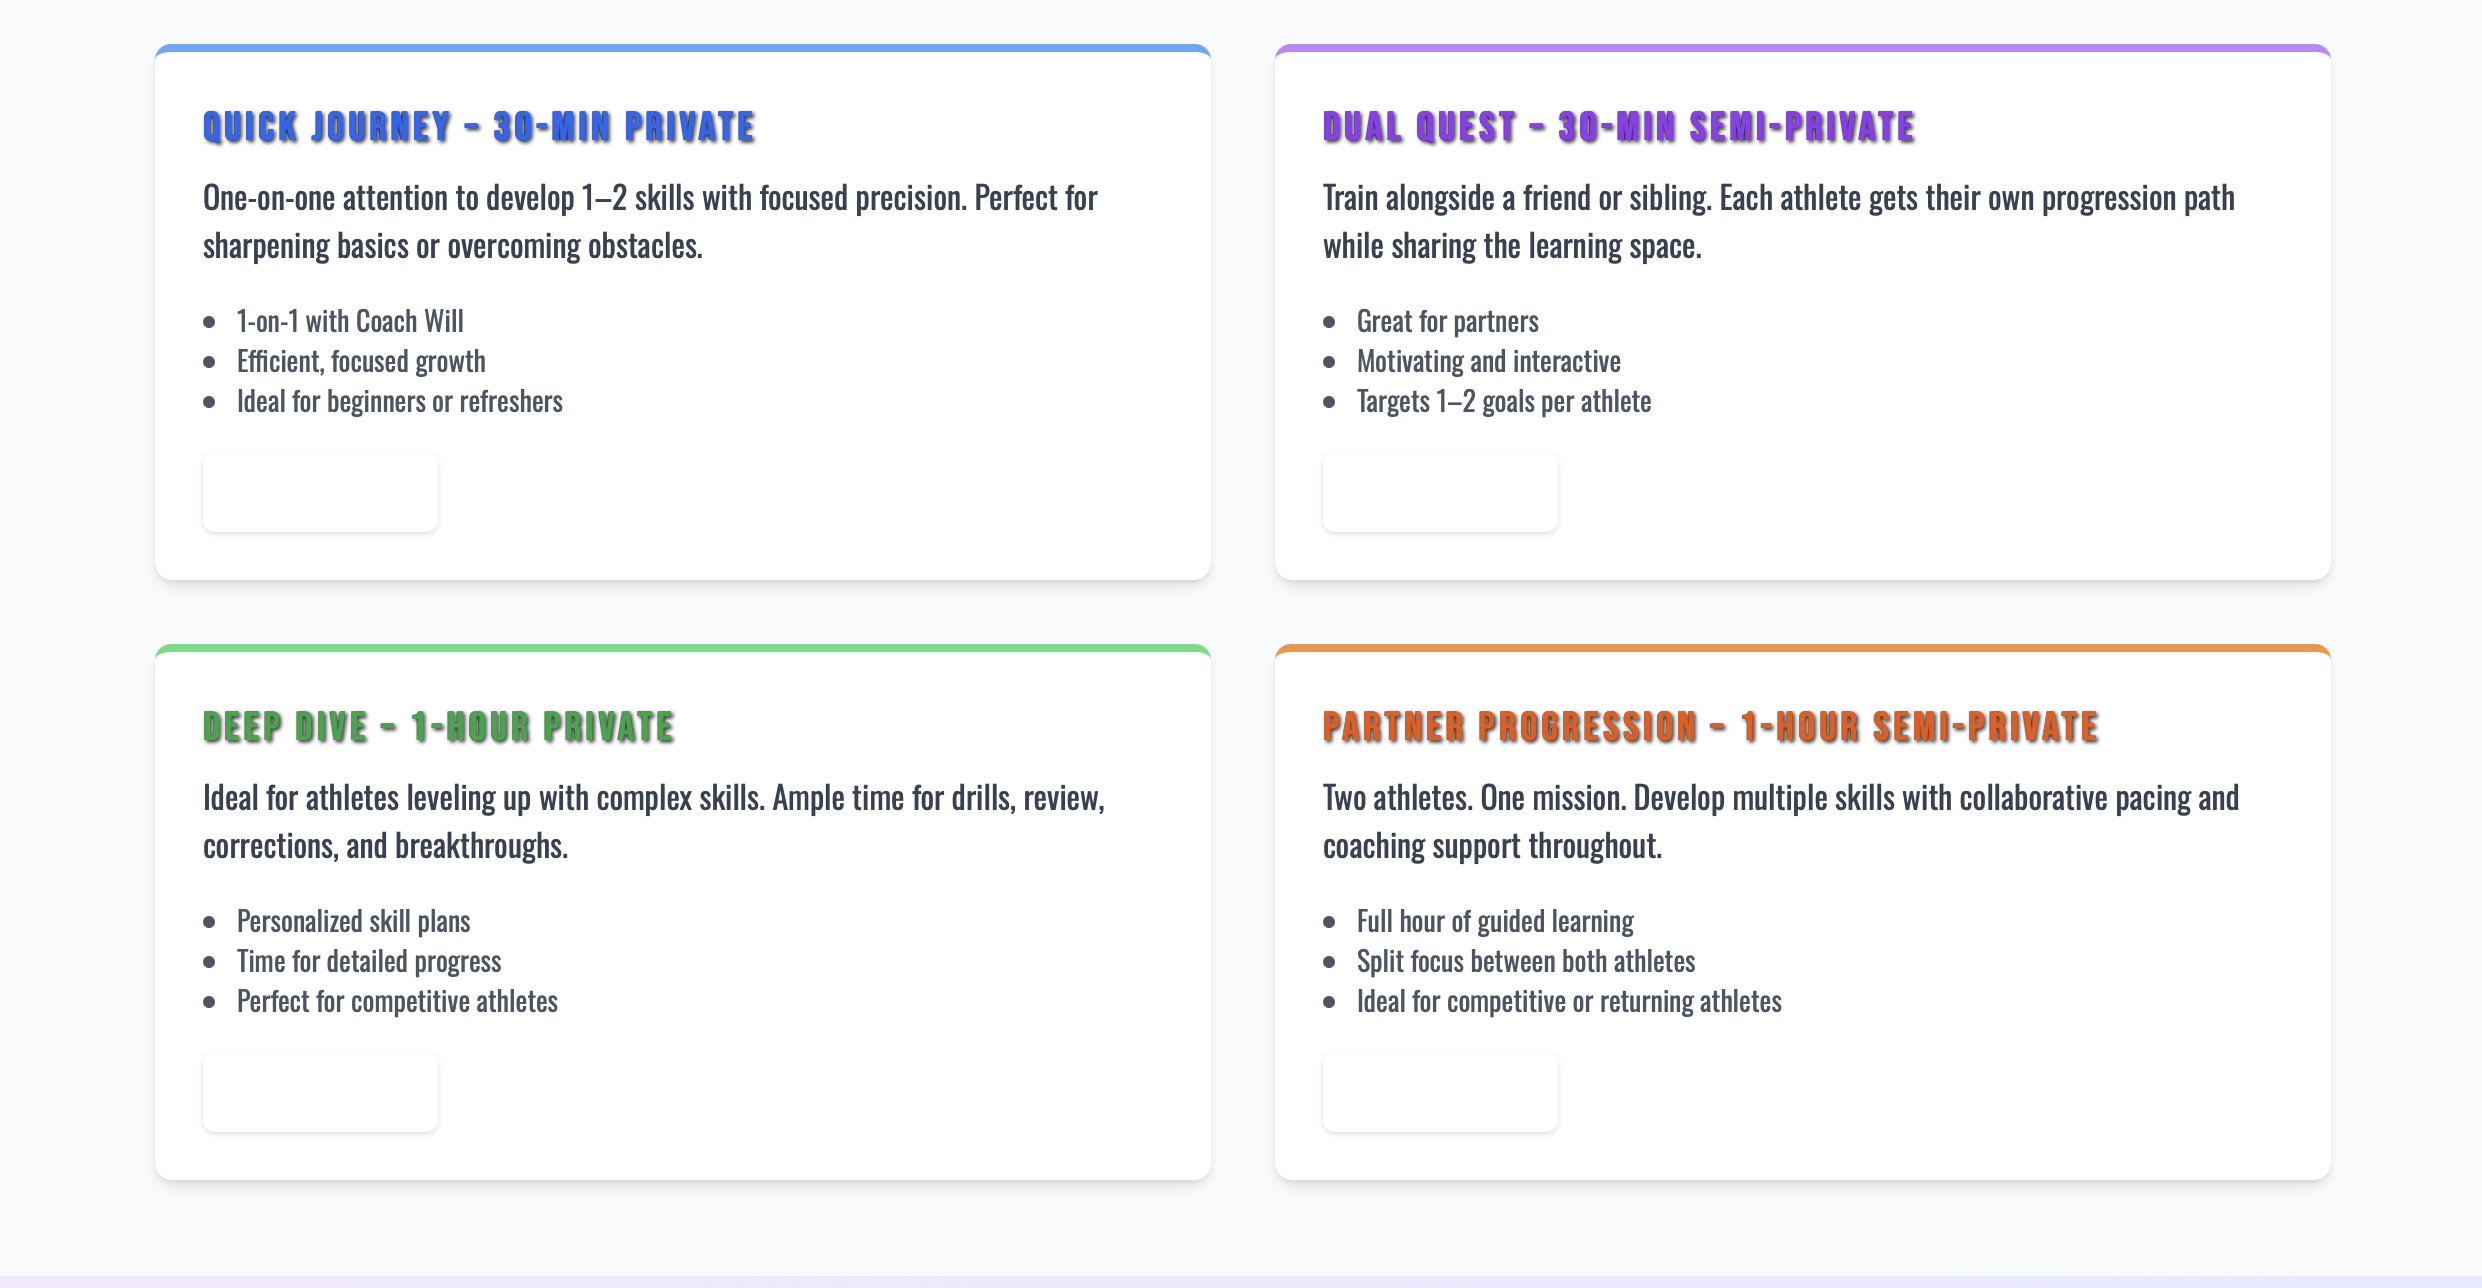 QUICK JOURNEY – 30-MIN PRIVATE
One-on-one attention to develop 1–2 skills with focused precision. Perfect for
sharpening basics or overcoming obstacles.
• 1-on-1 with Coach Will
• Efficient, focused growth
• Ideal for beginners or refreshers
DUAL QUEST – 30-MIN SEMI-PRIVATE
Train alongside a friend or sibling. Each athlete gets their own progression path
while sharing the learning space.
• Great for partners
• Motivating and interactive
• Targets 1–2 goals per athlete
DEEP DIVE – 1-HOUR PRIVATE
Ideal for athletes leveling up with complex skills. Ample time for drills, review,
corrections, and breakthroughs.
• Personalized skill plans
• Time for detailed progress
• Perfect for competitive athletes
PARTNER PROGRESSION – 1-HOUR SEMI-PRIVATE
Two athletes. One mission. Develop multiple skills with collaborative pacing and
coaching support throughout.
• Full hour of guided learning
• Split focus between both athletes
• Ideal for competitive or returning athletes